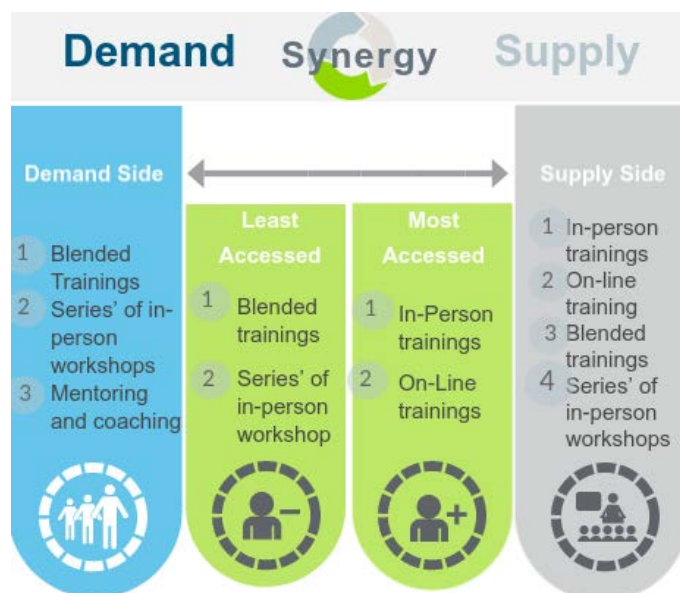 Demand
Synergy
Supply
Demand Side
1 Blended
Trainings
2 Series' of in-
person
workshops
3 Mentoring
and coaching
Least
Accessed
1 Blended
trainings
2 Series' of
in-person
workshop
Most
Accessed
1 In-Person
trainings
2 On-Line
trainings
Supply Side
1 In-person
trainings
2 On-line
training
3 Blended
trainings
4 Series' of
in-person
workshops